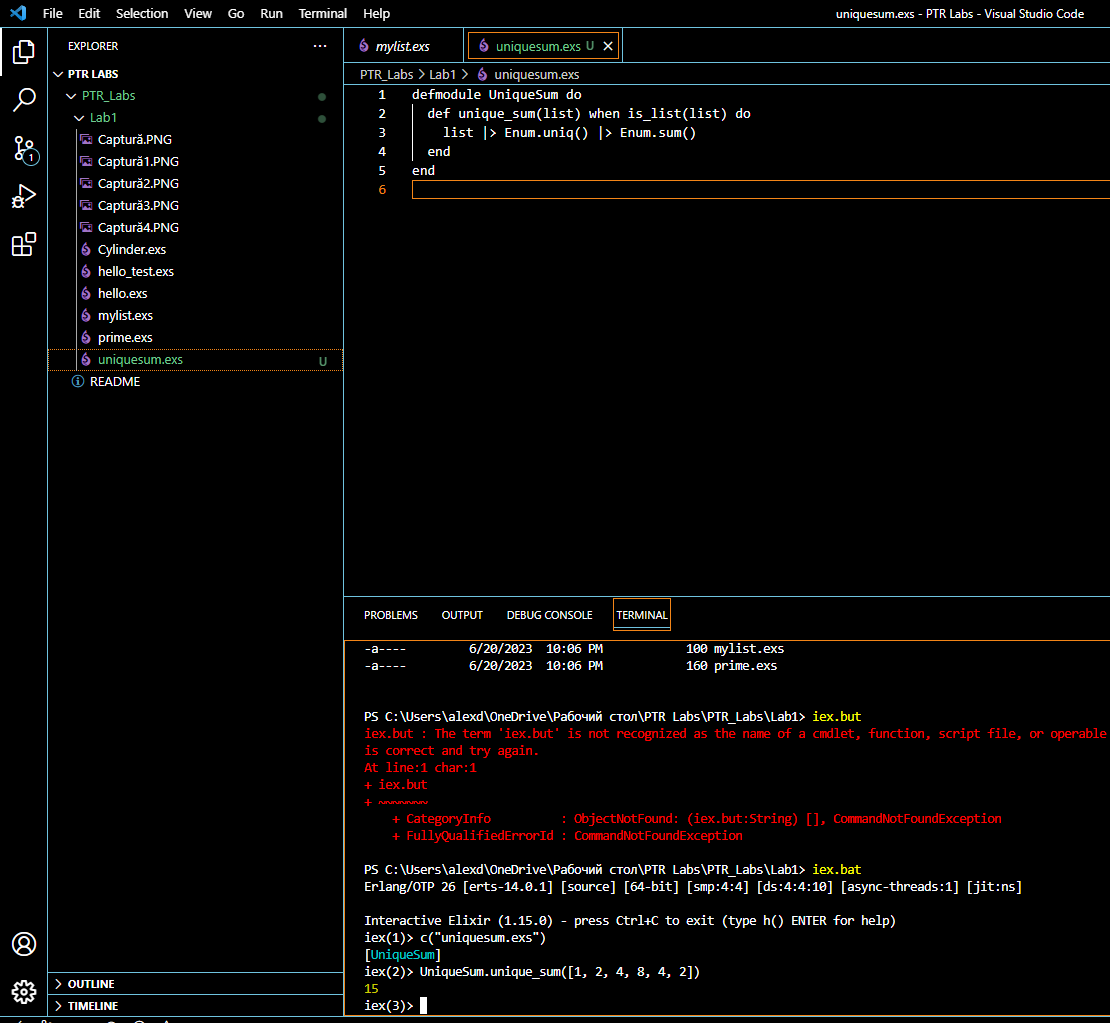 File Edit Selection View Go Run Terminal Help
uniquesum.exs - PTR Labs - Visual Studio Code
EXPLORER
PTR LABS
PTR_Labs
Lab1
Captură.PNG
Captură1.PNG
Captură2.PNG
Captură3.PNG
Captură4.PNG
Cylinder.exs
hello_test.exs
hello.exs
mylist.exs
prime.exs
uniquesum.exs U
README
OUTLINE
TIMELINE
1
mylist.exs
uniquesum.exs U
PTR_Labs > Lab1 > uniquesum.exs
1 defmodule UniqueSum do
2 def unique_sum(list) when is_list(list) do
3 list |> Enum.uniq() |> Enum.sum()
4 end
5 end
6
PROBLEMS OUTPUT DEBUG CONSOLE TERMINAL
-a---- 6/20/2023 10:06 PM 100 mylist.exs
-a---- 6/20/2023 10:06 PM 160 prime.exs
PS C:\Users\alexd\OneDrive\Рабочий стол\PTR Labs\PTR_Labs\Lab1> iex.but
iex.but : The term 'iex.but' is not recognized as the name of a cmdlet, function, script file, or operable
is correct and try again.
At line:1 char:1
+ iex.but
+ ~~~~~~~
+ CategoryInfo : ObjectNotFound: (iex.but:String) [], CommandNotFoundException
+ FullyQualifiedErrorId : CommandNotFoundException
PS C:\Users\alexd\OneDrive\Рабочий стол\PTR Labs\PTR_Labs\Lab1> iex.bat
Erlang/OTP 26 [erts-14.0.1] [source] [64-bit] [smp:4:4] [ds:4:4:10] [async-threads:1] [jit:ns]
Interactive Elixir (1.15.0) - press Ctrl+C to exit (type h() ENTER for help)
iex(1)> c("uniquesum.exs")
[UniqueSum]
iex(2)> UniqueSum.unique_sum([1, 2, 4, 8, 4, 2])
15
iex(3)>